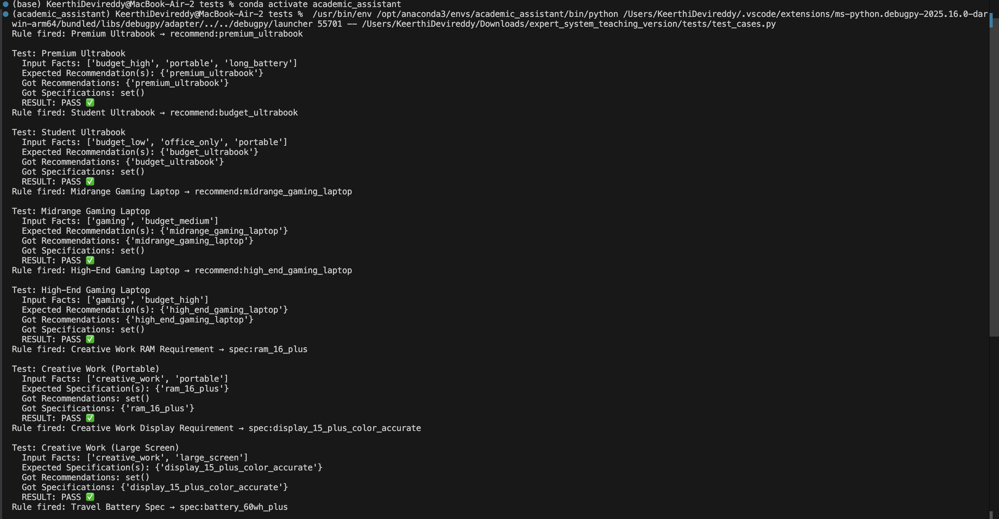 (base) KeerthiDevireddy@MacBook-Air-2 tests % conda activate academic_assistant
(academic_assistant) KeerthiDevireddy@MacBook-Air-2 tests %  /usr/bin/env /opt/anaconda3/envs/academic_assistant/bin/python /Users/KeerthiDevireddy/.vscode/extensions/ms-python.debugpy-2025.16.0-dar
win-arm64/bundled/libs/debugpy/adapter/../../debugpy/launcher 55701 -- /Users/KeerthiDevireddy/Downloads/expert_system_teaching_version/tests/test_cases.py
Rule fired: Premium Ultrabook → recommend:premium_ultrabook

Test: Premium Ultrabook
  Input Facts: ['budget_high', 'portable', 'long_battery']
  Expected Recommendation(s): {'premium_ultrabook'}
  Got Recommendations: {'premium_ultrabook'}
  Got Specifications: set()
  RESULT: PASS ✅
Rule fired: Student Ultrabook → recommend:budget_ultrabook

Test: Student Ultrabook
  Input Facts: ['budget_low', 'office_only', 'portable']
  Expected Recommendation(s): {'budget_ultrabook'}
  Got Recommendations: {'budget_ultrabook'}
  Got Specifications: set()
  RESULT: PASS ✅
Rule fired: Midrange Gaming Laptop → recommend:midrange_gaming_laptop

Test: Midrange Gaming Laptop
  Input Facts: ['gaming', 'budget_medium']
  Expected Recommendation(s): {'midrange_gaming_laptop'}
  Got Recommendations: {'midrange_gaming_laptop'}
  Got Specifications: set()
  RESULT: PASS ✅
Rule fired: High-End Gaming Laptop → recommend:high_end_gaming_laptop

Test: High-End Gaming Laptop
  Input Facts: ['gaming', 'budget_high']
  Expected Recommendation(s): {'high_end_gaming_laptop'}
  Got Recommendations: {'high_end_gaming_laptop'}
  Got Specifications: set()
  RESULT: PASS ✅
Rule fired: Creative Work RAM Requirement → spec:ram_16_plus

Test: Creative Work (Portable)
  Input Facts: ['creative_work', 'portable']
  Expected Specification(s): {'ram_16_plus'}
  Got Recommendations: set()
  Got Specifications: {'ram_16_plus'}
  RESULT: PASS ✅
Rule fired: Creative Work Display Requirement → spec:display_15_plus_color_accurate

Test: Creative Work (Large Screen)
  Input Facts: ['creative_work', 'large_screen']
  Expected Specification(s): {'display_15_plus_color_accurate'}
  Got Recommendations: set()
  Got Specifications: {'display_15_plus_color_accurate'}
  RESULT: PASS ✅
Rule fired: Travel Battery Spec → spec:battery_60wh_plus